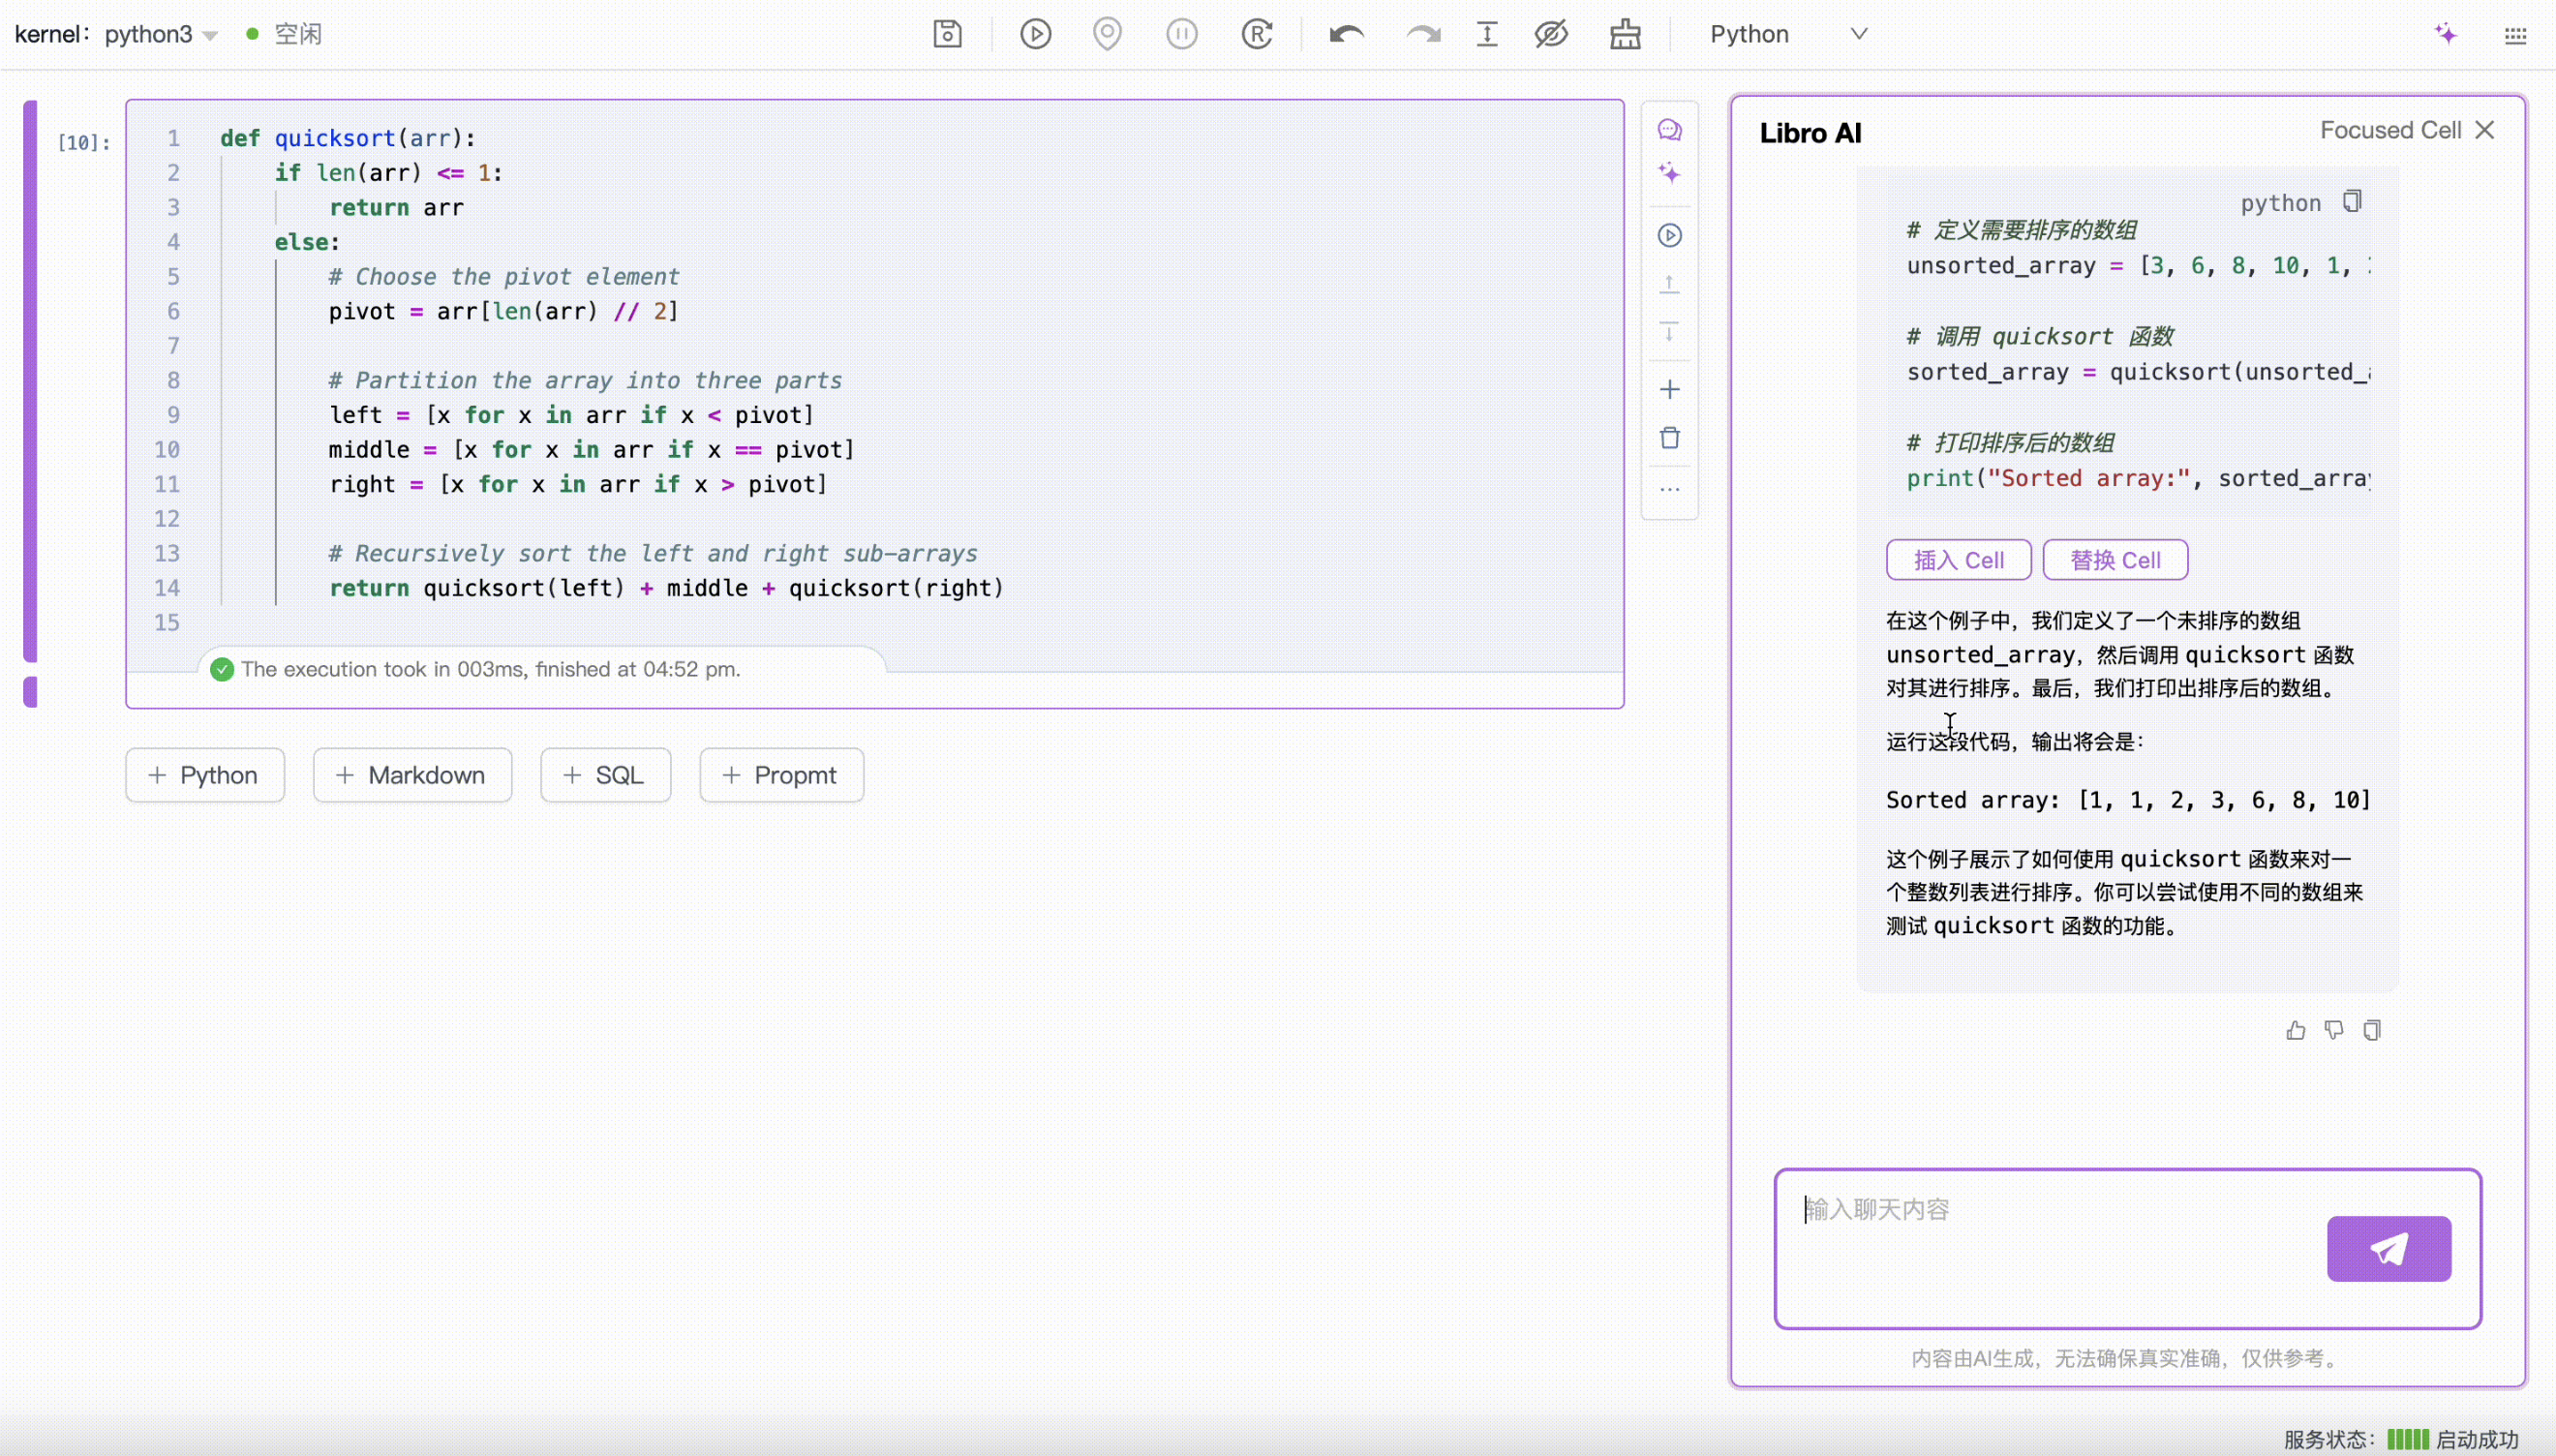 kernel: python3 空闲 Python
[10]:
1 def quicksort(arr):
2 if len(arr) <= 1:
3 return arr
4 else:
5 # Choose the pivot element
6 pivot = arr[len(arr) // 2]
7
8 # Partition the array into three parts
9 left = [x for x in arr if x < pivot]
10 middle = [x for x in arr if x == pivot]
11 right = [x for x in arr if x > pivot]
12
13 # Recursively sort the left and right sub-arrays
14 return quicksort(left) + middle + quicksort(right)
15
The execution took in 003ms, finished at 04:52 pm.
+ Python + Markdown + SQL + Propmt
Libro AI Focused Cell
python
# 定义需要排序的数组
unsorted_array = [3, 6, 8, 10, 1,
# 调用 quicksort 函数
sorted_array = quicksort(unsorted_
# 打印排序后的数组
print("Sorted array:", sorted_array
插入 Cell 替换 Cell
在这个例子中，我们定义了一个未排序的数组
unsorted_array，然后调用 quicksort 函数
对其进行排序。最后，我们打印出排序后的数组。
运行这段代码，输出将会是：
Sorted array: [1, 1, 2, 3, 6, 8, 10]
这个例子展示了如何使用 quicksort 函数来对一
个整数列表进行排序。你可以尝试使用不同的数组来
测试 quicksort 函数的功能。
输入聊天内容
内容由AI生成，无法确保真实准确，仅供参考。
服务状态： 启动成功